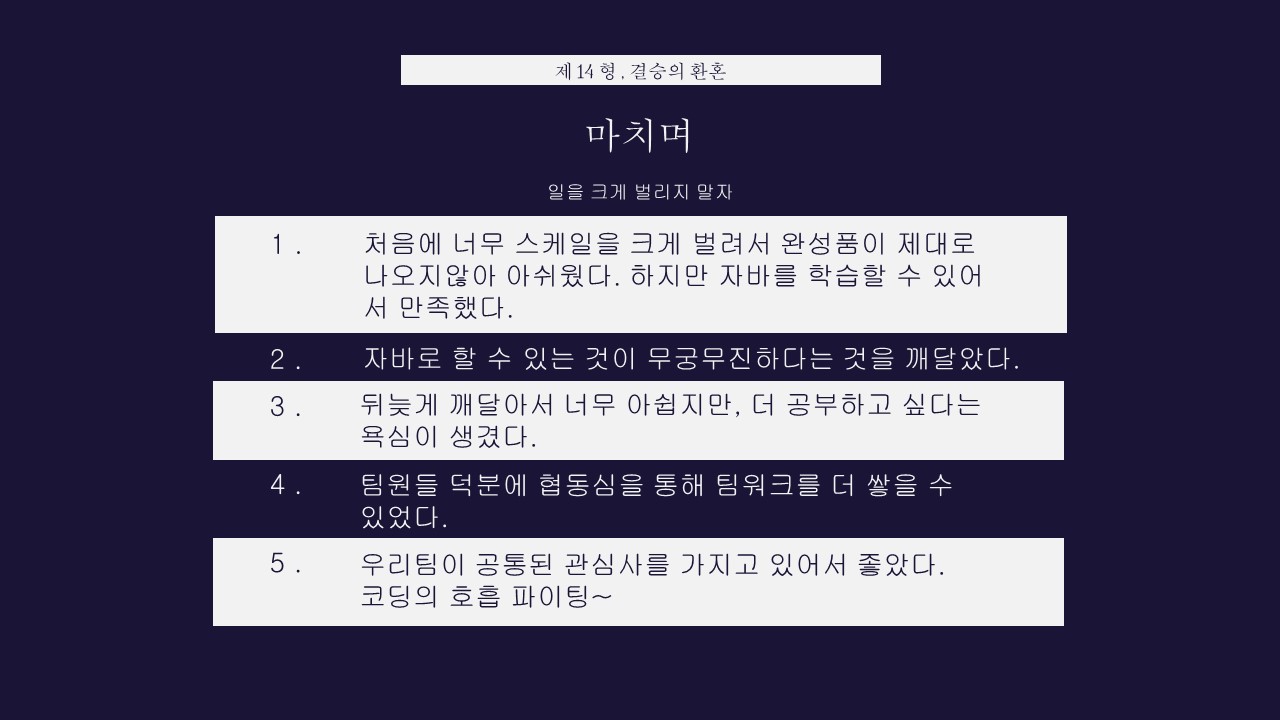 제 14 형 . 결승의 환혼
마치며
일을 크게 벌리지 말자
1 . 처음에 너무 스케일을 크게 벌려서 완성품이 제대로
나오지않아 아쉬웠다. 하지만 자바를 학습할 수 있어
서 만족했다.
2 . 자바로 할 수 있는 것이 무궁무진하다는 것을 깨달았다.
3 . 뒤늦게 깨달아서 너무 아쉽지만, 더 공부하고 싶다는
욕심이 생겼다.
4 . 팀원들 덕분에 협동심을 통해 팀워크를 더 쌓을 수
있었다.
5 . 우리팀이 공통된 관심사를 가지고 있어서 좋았다.
코딩의 호흡 파이팅~